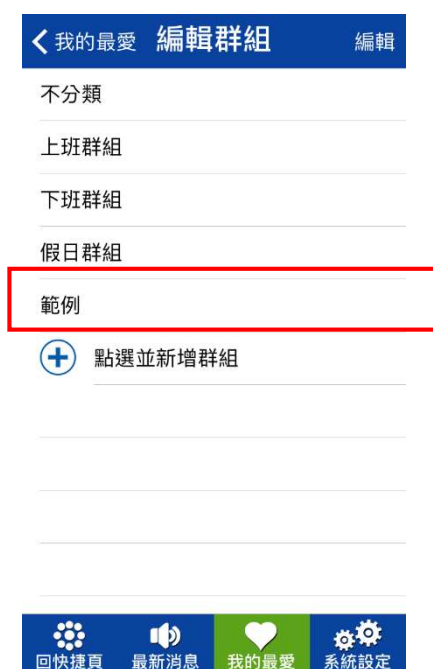 我的最愛 編輯群組 編輯
不分類
上班群組
下班群組
假日群組
範例
點選並新增群組
回快捷頁 最新消息 我的最愛 系統設定